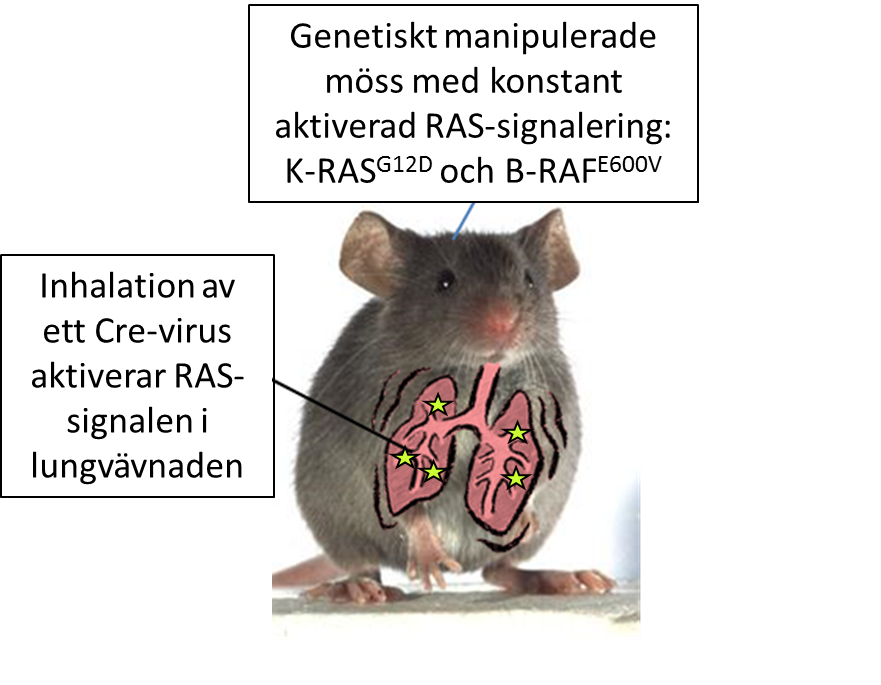 Genetiskt manipulerade
möss med konstant
aktiverad RAS-signalering:
K-RASG12D och B-RAFE600V
Inhalation av
ett Cre-virus
aktiverar RAS-
signalen i
lungvävnaden